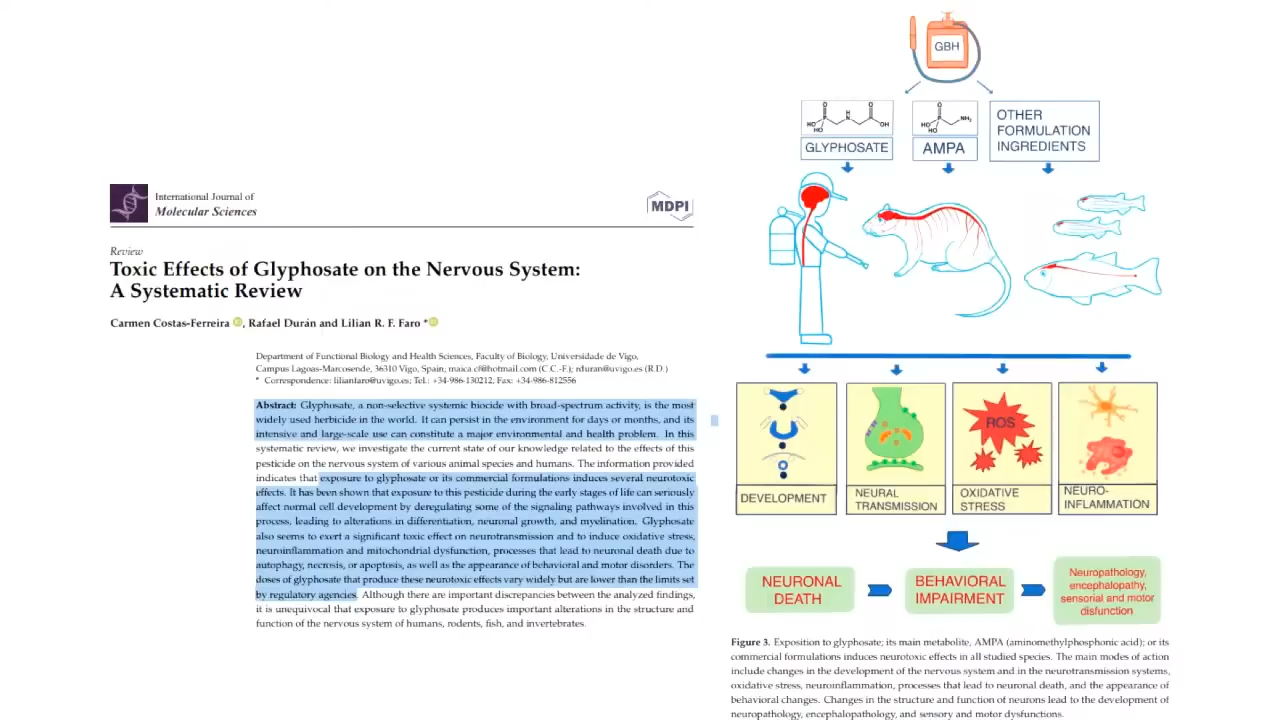 International Journal of
Molecular Sciences
MDPI
Review
Toxic Effects of Glyphosate on the Nervous System:
A Systematic Review
Carmen Costas-Ferreira , Rafael Durán and Lilian R. F. Faro *
Department of Functional Biology and Health Sciences, Faculty of Biology, Universidade de Vigo,
Campus Lagoas-Marcosende, 36310 Vigo, Spain; maica.cf@hotmail.com (C.C.-F.); rduran@uvigo.es (R.D.)
* Correspondence: lilianfaro@uvigo.es; Tel.: +34-986-130212; Fax: +34-986-812556
Abstract: Glyphosate, a non-selective systemic biocide with broad-spectrum activity, is the most
widely used herbicide in the world. It can persist in the environment for days or months, and its
intensive and large-scale use can constitute a major environmental and health problem. In this
systematic review, we investigate the current state of our knowledge related to the effects of this
pesticide on the nervous system of various animal species and humans. The information provided
indicates that exposure to glyphosate or its commercial formulations induces several neurotoxic
effects. It has been shown that exposure to this pesticide during the early stages of life can seriously
affect normal cell development by deregulating some of the signaling pathways involved in this
process, leading to alterations in differentiation, neuronal growth, and myelination. Glyphosate
also seems to exert a significant toxic effect on neurotransmission and to induce oxidative stress,
neuroinflammation and mitochondrial dysfunction, processes that lead to neuronal death due to
autophagy, necrosis, or apoptosis, as well as the appearance of behavioral and motor disorders. The
doses of glyphosate that produce these neurotoxic effects vary widely but are lower than the limits set
by regulatory agencies. Although there are important discrepancies between the analyzed findings,
it is unequivocal that exposure to glyphosate produces important alterations in the structure and
function of the nervous system of humans, rodents, fish, and invertebrates.
GBH
O
HO
HO
P
H
N
O
OH
GLYPHOSATE
O
HO
HO
P
NH₂
AMPA
OTHER
FORMULATION
INGREDIENTS
DEVELOPMENT
NEURAL
TRANSMISSION
ROS
OXIDATIVE
STRESS
NEURO-
INFLAMMATION
NEURONAL
DEATH
BEHAVIORAL
IMPAIRMENT
Neuropathology,
encephalopathy,
sensorial and motor
disfunction
Figure 3. Exposition to glyphosate; its main metabolite, AMPA (aminomethylphosphonic acid); or its
commercial formulations induces neurotoxic effects in all studied species. The main modes of action
include changes in the development of the nervous system and in the neurotransmission systems,
oxidative stress, neuroinflammation, processes that lead to neuronal death, and the appearance of
behavioral changes. Changes in the structure and function of neurons lead to the development of
neuropathology, encephalopathy, and sensory and motor dysfunctions.